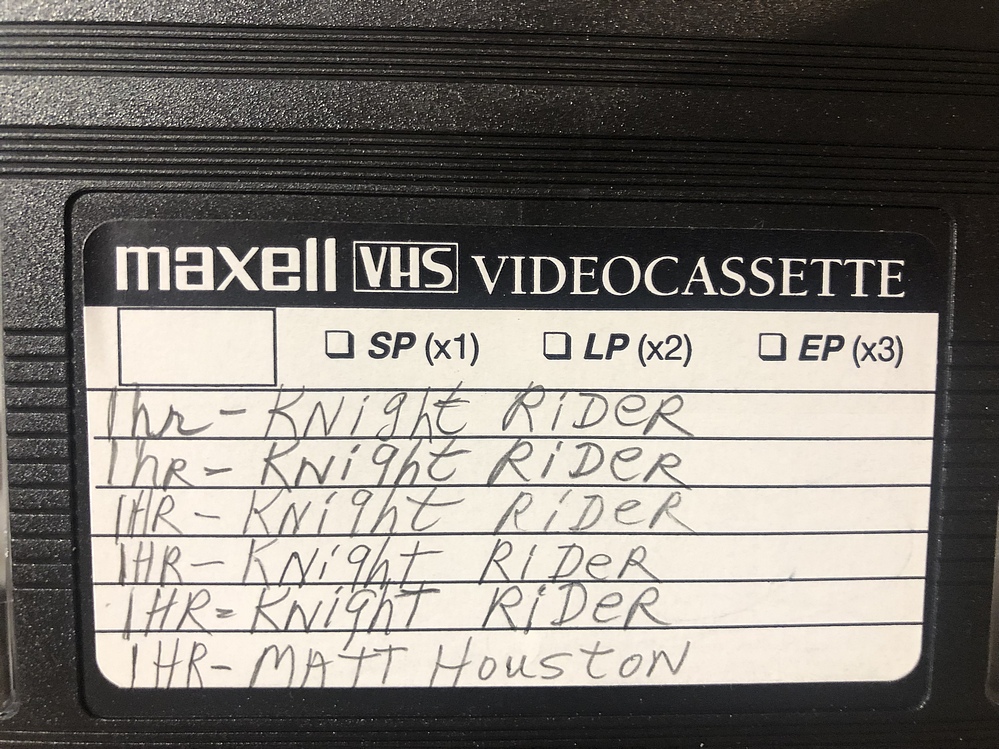 maxell VHS VIDEOCASSETTE
SP (x1) LP (x2) EP (x3)
1hr - KNight RiDeR
1hR - KNight RiDeR
1HR - KNight RiDeR
1HR - KNight RiDeR
1HR = KNighT RiDeR
1HR - MATT HoustoN